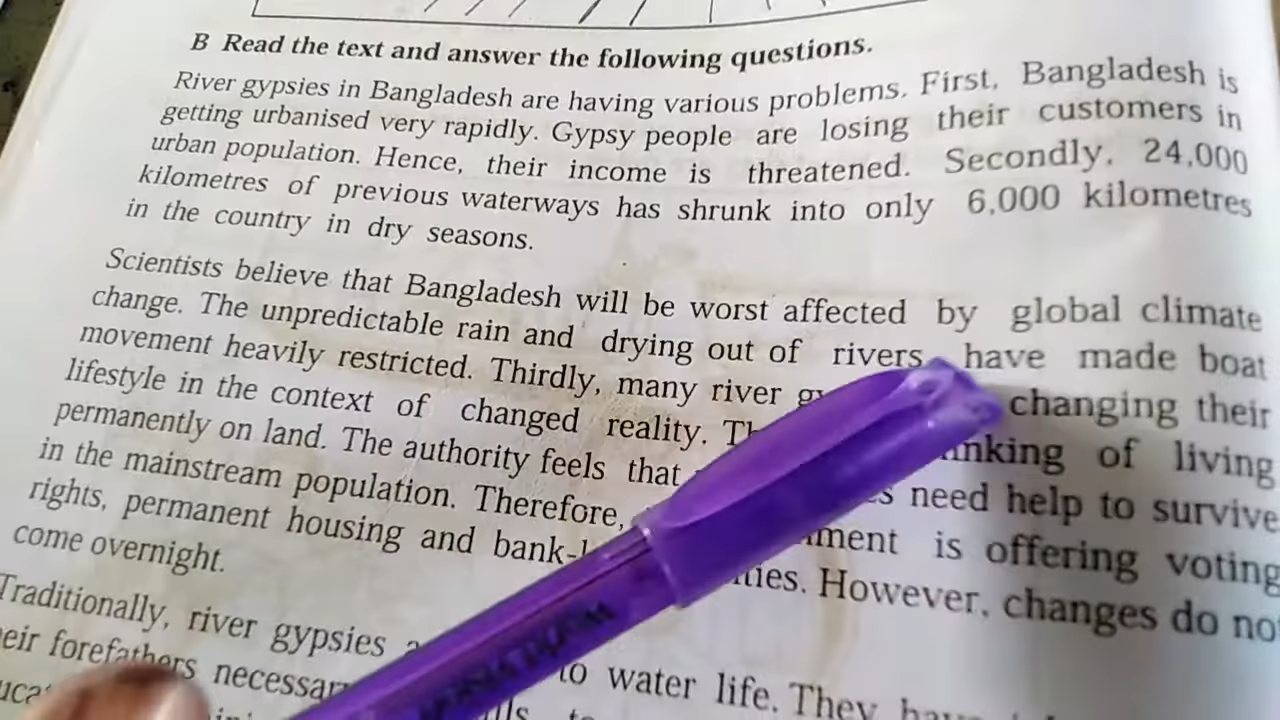 B Read the text and answer the following questions.
River gypsies in Bangladesh are having various problems. First, Bangladesh is
getting urbanised very rapidly. Gypsy people are losing their customers in
urban population. Hence, their income is threatened. Secondly, 24,000
kilometres of previous waterways has shrunk into only 6,000 kilometres
in the country in dry seasons.
Scientists believe that Bangladesh will be worst affected by global climate
change. The unpredictable rain and drying out of rivers have made boat
movement heavily restricted. Thirdly, many river changing their
lifestyle in the context of changed reality. of living
permanently on land. The authority feels that need help to survive
in the mainstream population. Therefore, is offering voting
rights, permanent housing and However, changes do
come overnight.
Traditionally, river gypsies to water life. They
forefathers